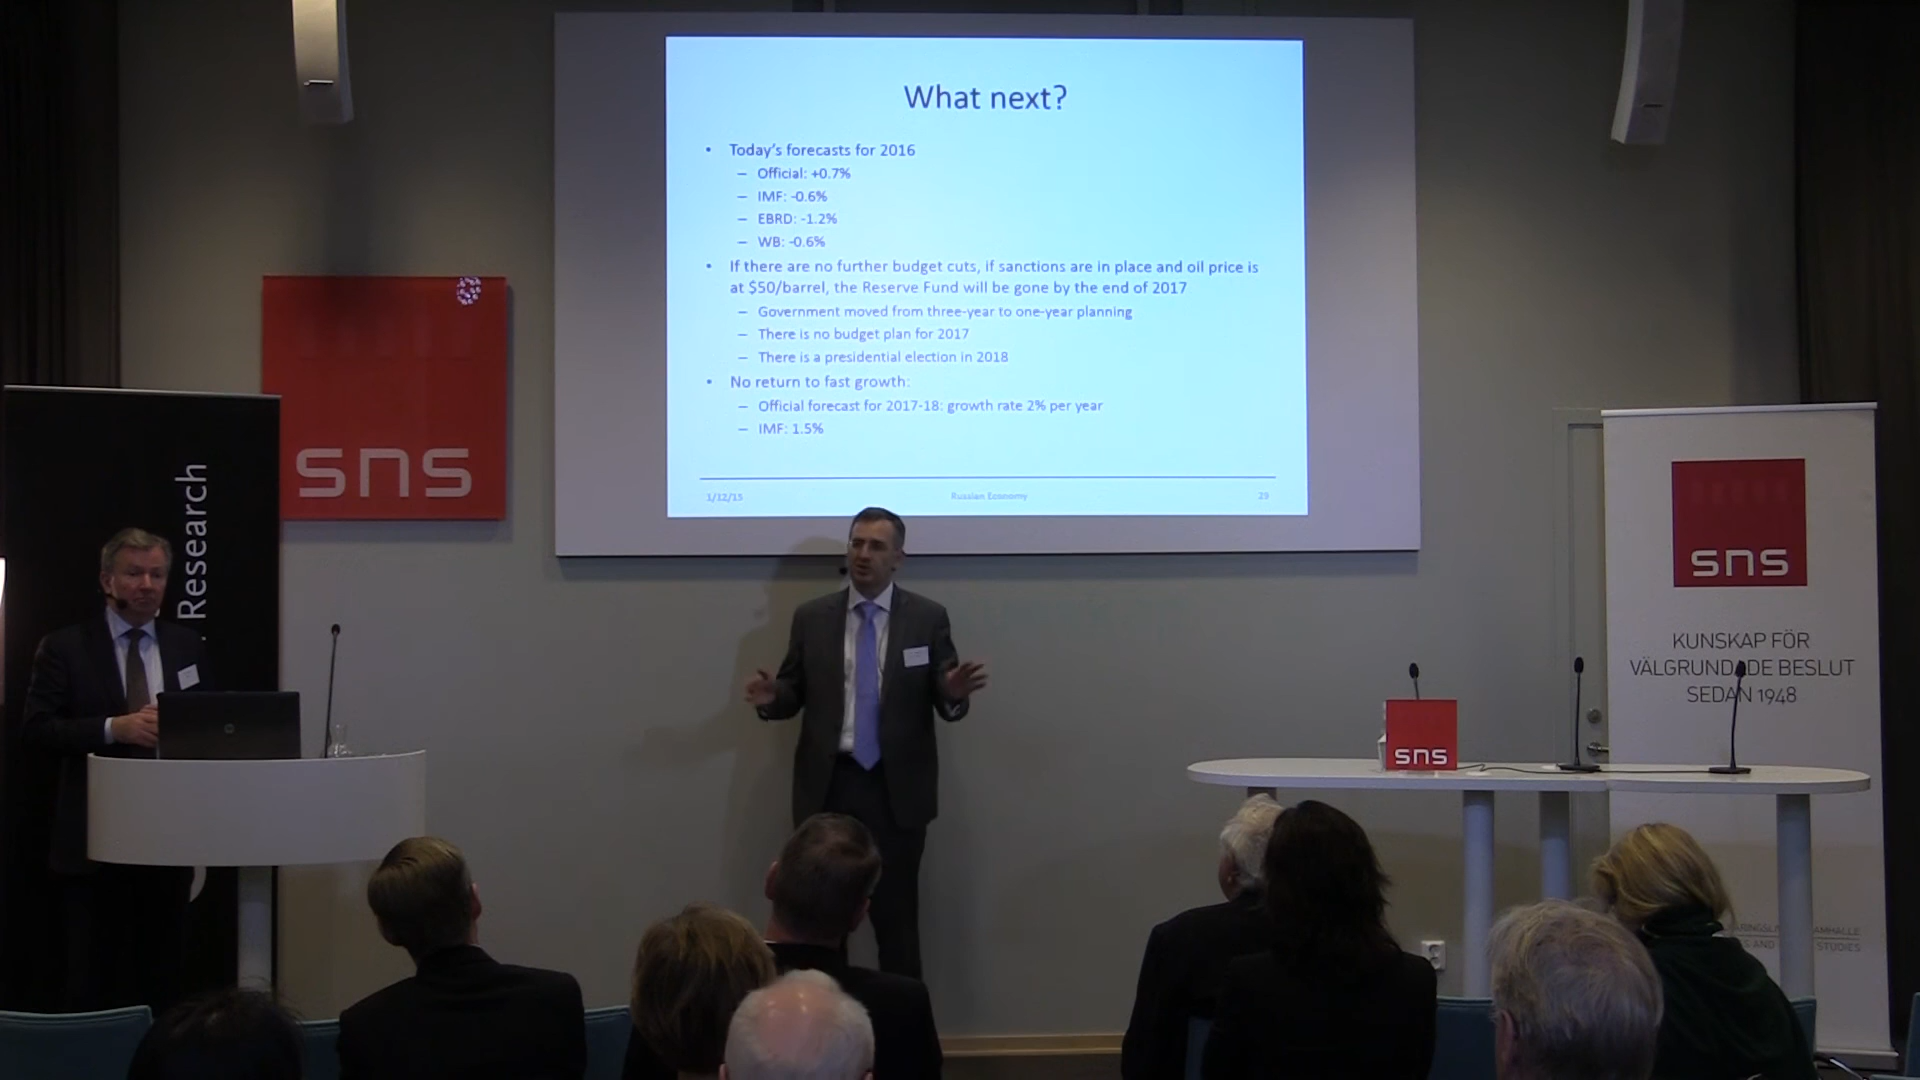 What next?
• Today's forecasts for 2016
– Official: +0.7%
– IMF: -0.6%
– EBRD: -1.2%
– WB: -0.6%
• If there are no further budget cuts, if sanctions are in place and oil price is
at $50/barrel, the Reserve Fund will be gone by the end of 2017
– Government moved from three-year to one-year planning
– There is no budget plan for 2017
– There is a presidential election in 2018
• No return to fast growth:
– Official forecast for 2017-18: growth rate 2% per year
– IMF: 1.5%
1/12/15 Russian Economy 29
sns
Research
sns
KUNSKAP FÖR
VÄLGRUNDADE BESLUT
SEDAN 1948
sns
AND STUDIES